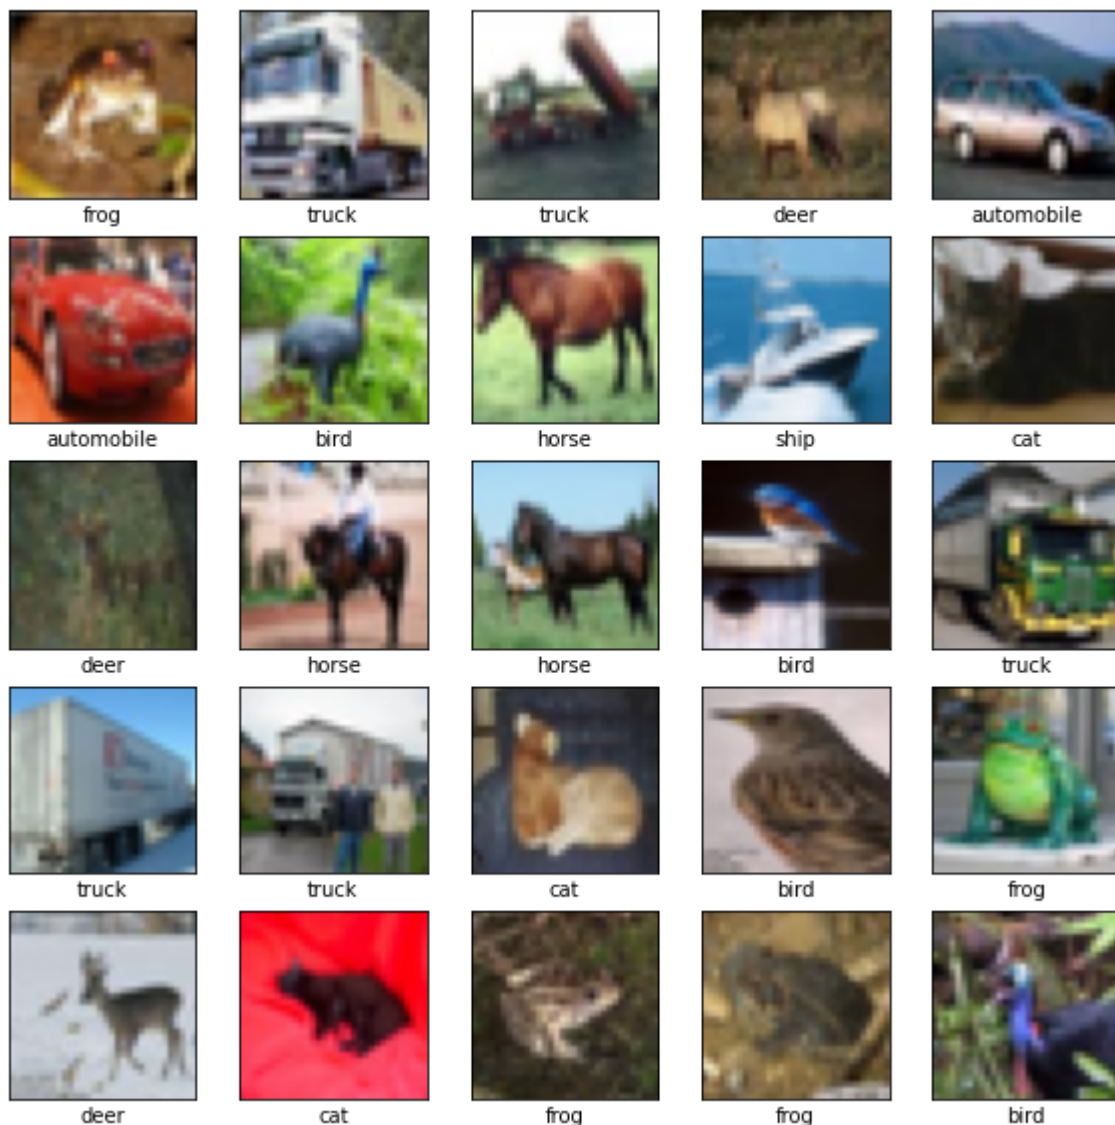 frog truck truck deer automobile
automobile bird horse ship cat
deer horse horse bird truck
truck truck cat bird frog
deer cat frog frog bird